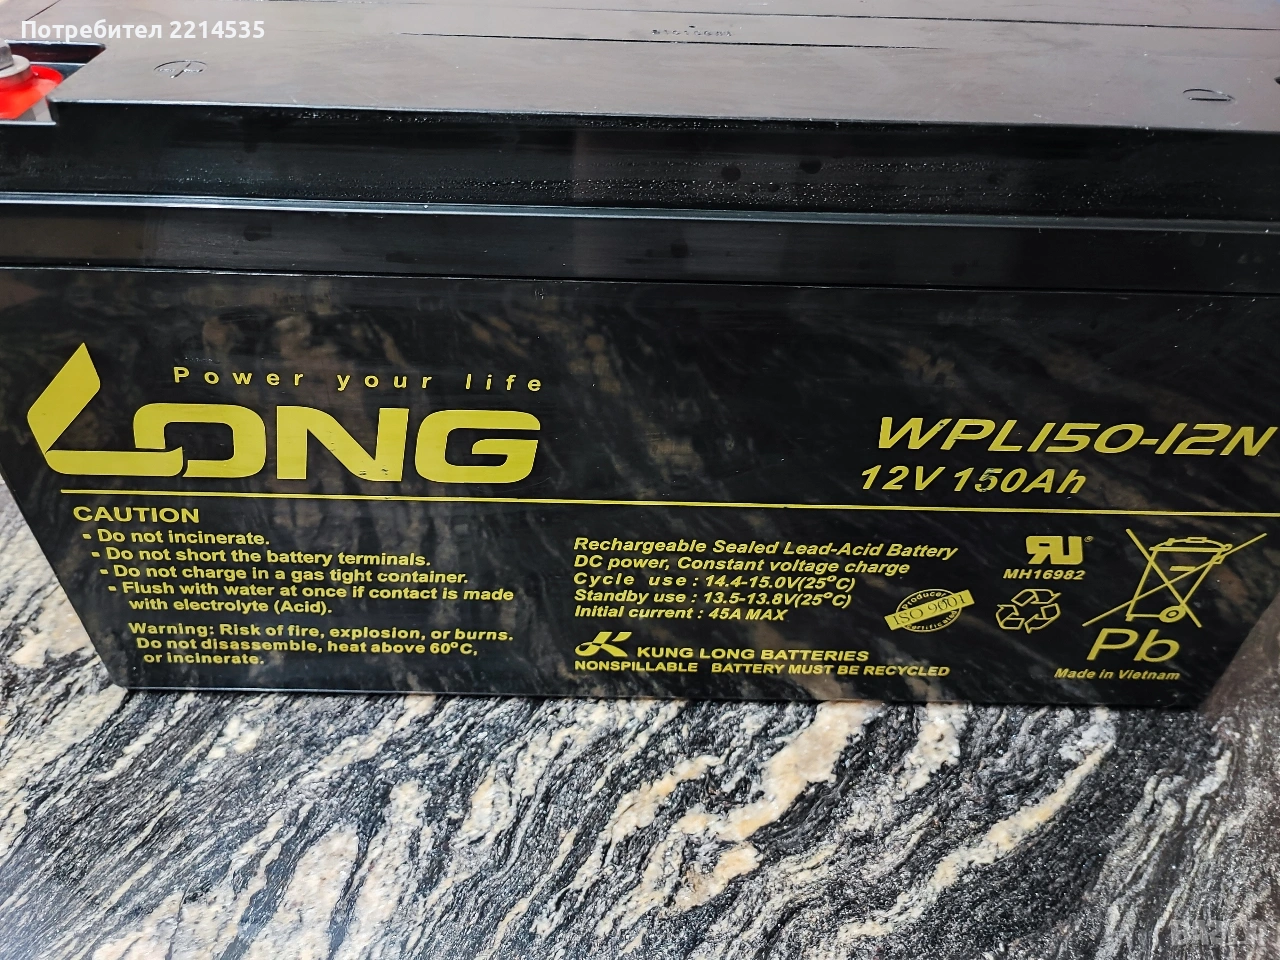 Потребител 2214535
Power your life
LONG
WPL150-12N
12V 150Ah
CAUTION
▪ Do not incinerate.
▪ Do not short the battery terminals.
▪ Do not charge in a gas tight container.
▪ Flush with water at once if contact is made
with electrolyte (Acid).
Warning: Risk of fire, explosion, or burns.
Do not disassemble, heat above 60°C,
or incinerate.
Rechargeable Sealed Lead-Acid Battery
DC power, Constant voltage charge
Cycle use : 14.4-15.0V(25°C)
Standby use : 13.5-13.8V(25°C)
Initial current : 45A MAX
KUNG LONG BATTERIES
NONSPILLABLE BATTERY MUST BE RECYCLED
Producer
ISO 9001
certification
RU®
MH16982
Pb
Made in Vietnam